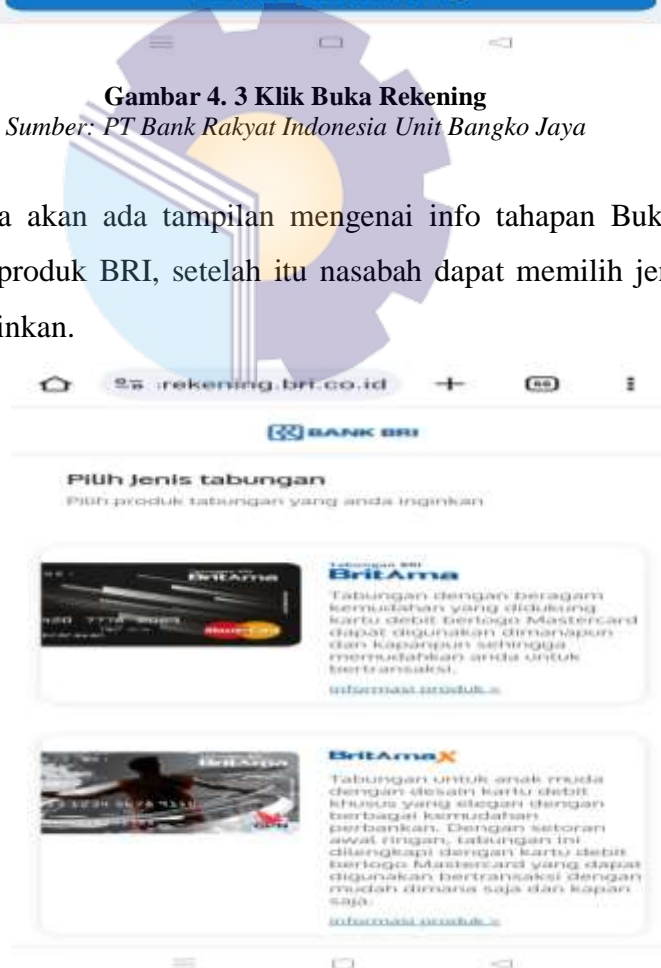 Gambar 4. 3 Klik Buka Rekening
Sumber: PT Bank Rakyat Indonesia Unit Bangko Jaya
a akan ada tampilan mengenai info tahapan Buk
produk BRI, setelah itu nasabah dapat memilih jer
inkan.
rekening.bri.co.id
BANK BRI
Pilih Jenis tabungan
Pilih produk tabungan yang anda inginkan
BritAma
MasterCard
Tabungan BRI
BritAma
Tabungan dengan beragam
kemudahan yang didukung
kartu debit berlogo Mastercard
dapat digunakan dimanapun
dan kapanpun sehingga
memudahkan anda untuk
bertransaksi.
informasi produk >
BritAma
GPN
BritAmaX
Tabungan untuk anak muda
dengan desain kartu debit
khusus yang elegan dengan
berbagai kemudahan
perbankan. Dengan setoran
awal ringan, tabungan ini
dilengkapi dengan kartu debit
berlogo Mastercard yang dapat
digunakan bertransaksi dengan
mudah dimana saja dan kapan
saja.
informasi produk >